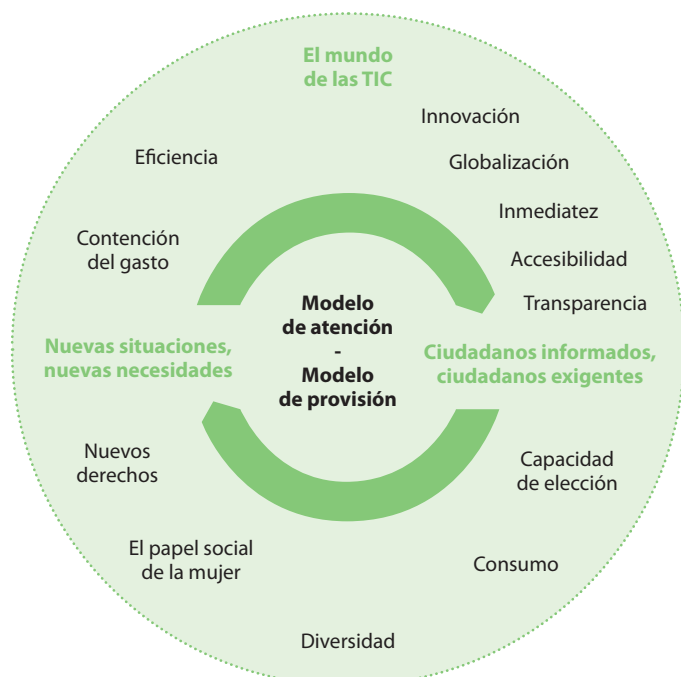 El mundo
de las TIC
Innovación
Eficiencia
Globalización
Inmediatez
Contención
del gasto
Accesibilidad
Transparencia
Modelo
de atención
-
Modelo
de provisión
Nuevas situaciones,
nuevas necesidades
Ciudadanos informados,
ciudadanos exigentes
Nuevos
derechos
Capacidad
de elección
El papel social
de la mujer
Consumo
Diversidad